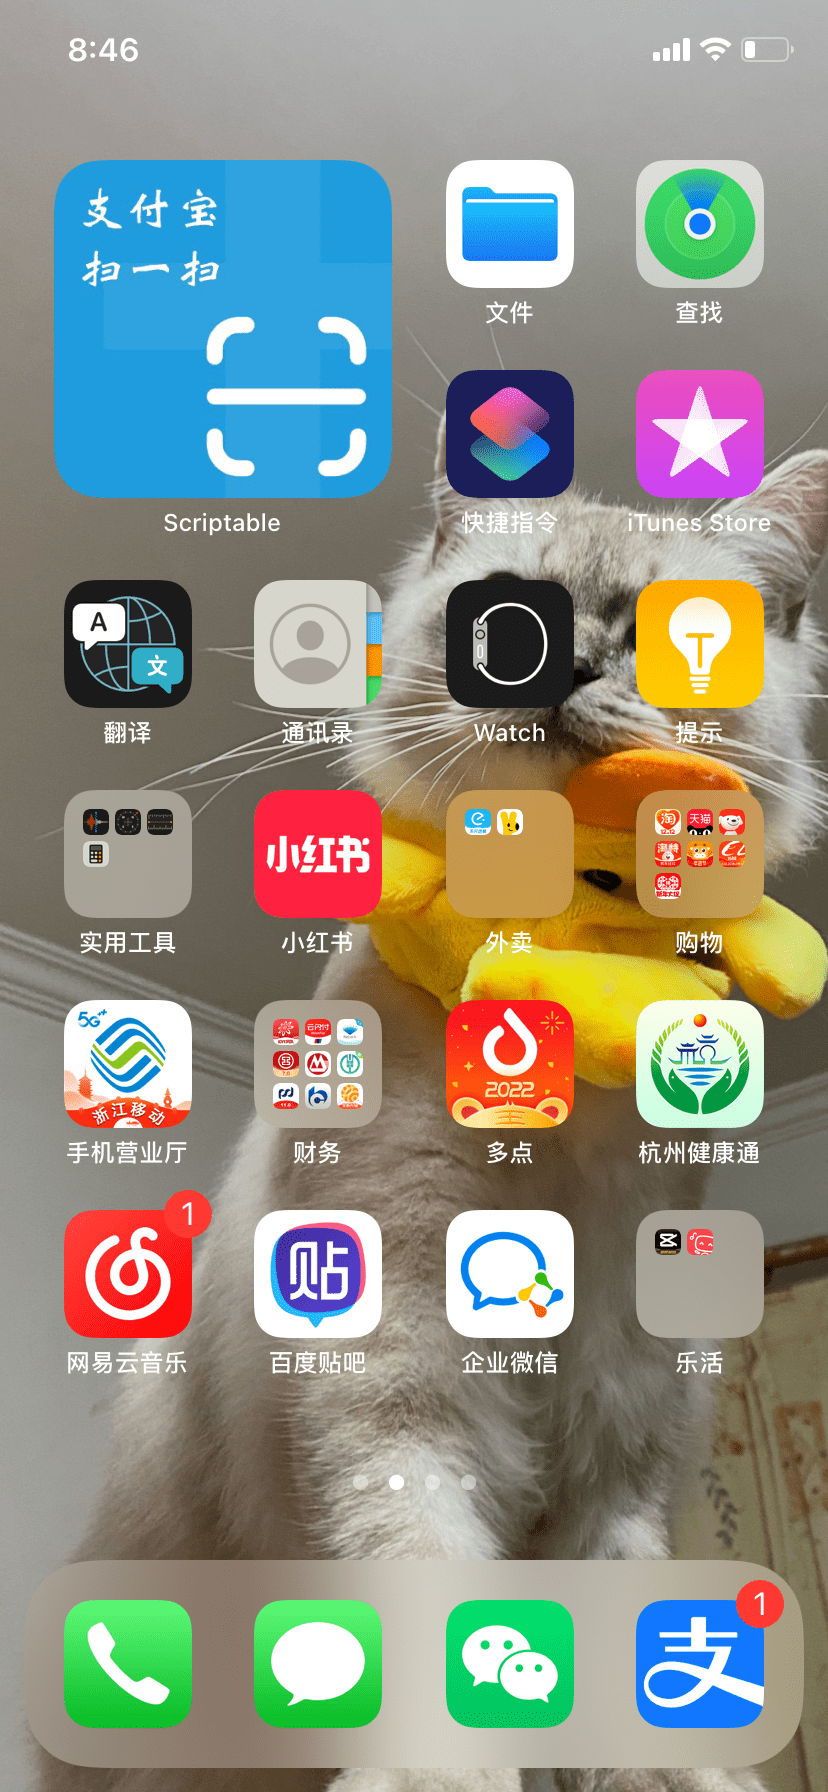 8:46
支付宝
扫一扫
Scriptable
文件
查找
快捷指令
iTunes Store
A
文
翻译
通讯录
Watch
提示
实用工具
小红书
小红书
外卖
淘
天猫
购物
5G++
浙江移动
手机营业厅
云闪付
财务
2022
多点
杭州健康通
1
网易云音乐
贴
百度贴吧
企业微信
乐活
1
支